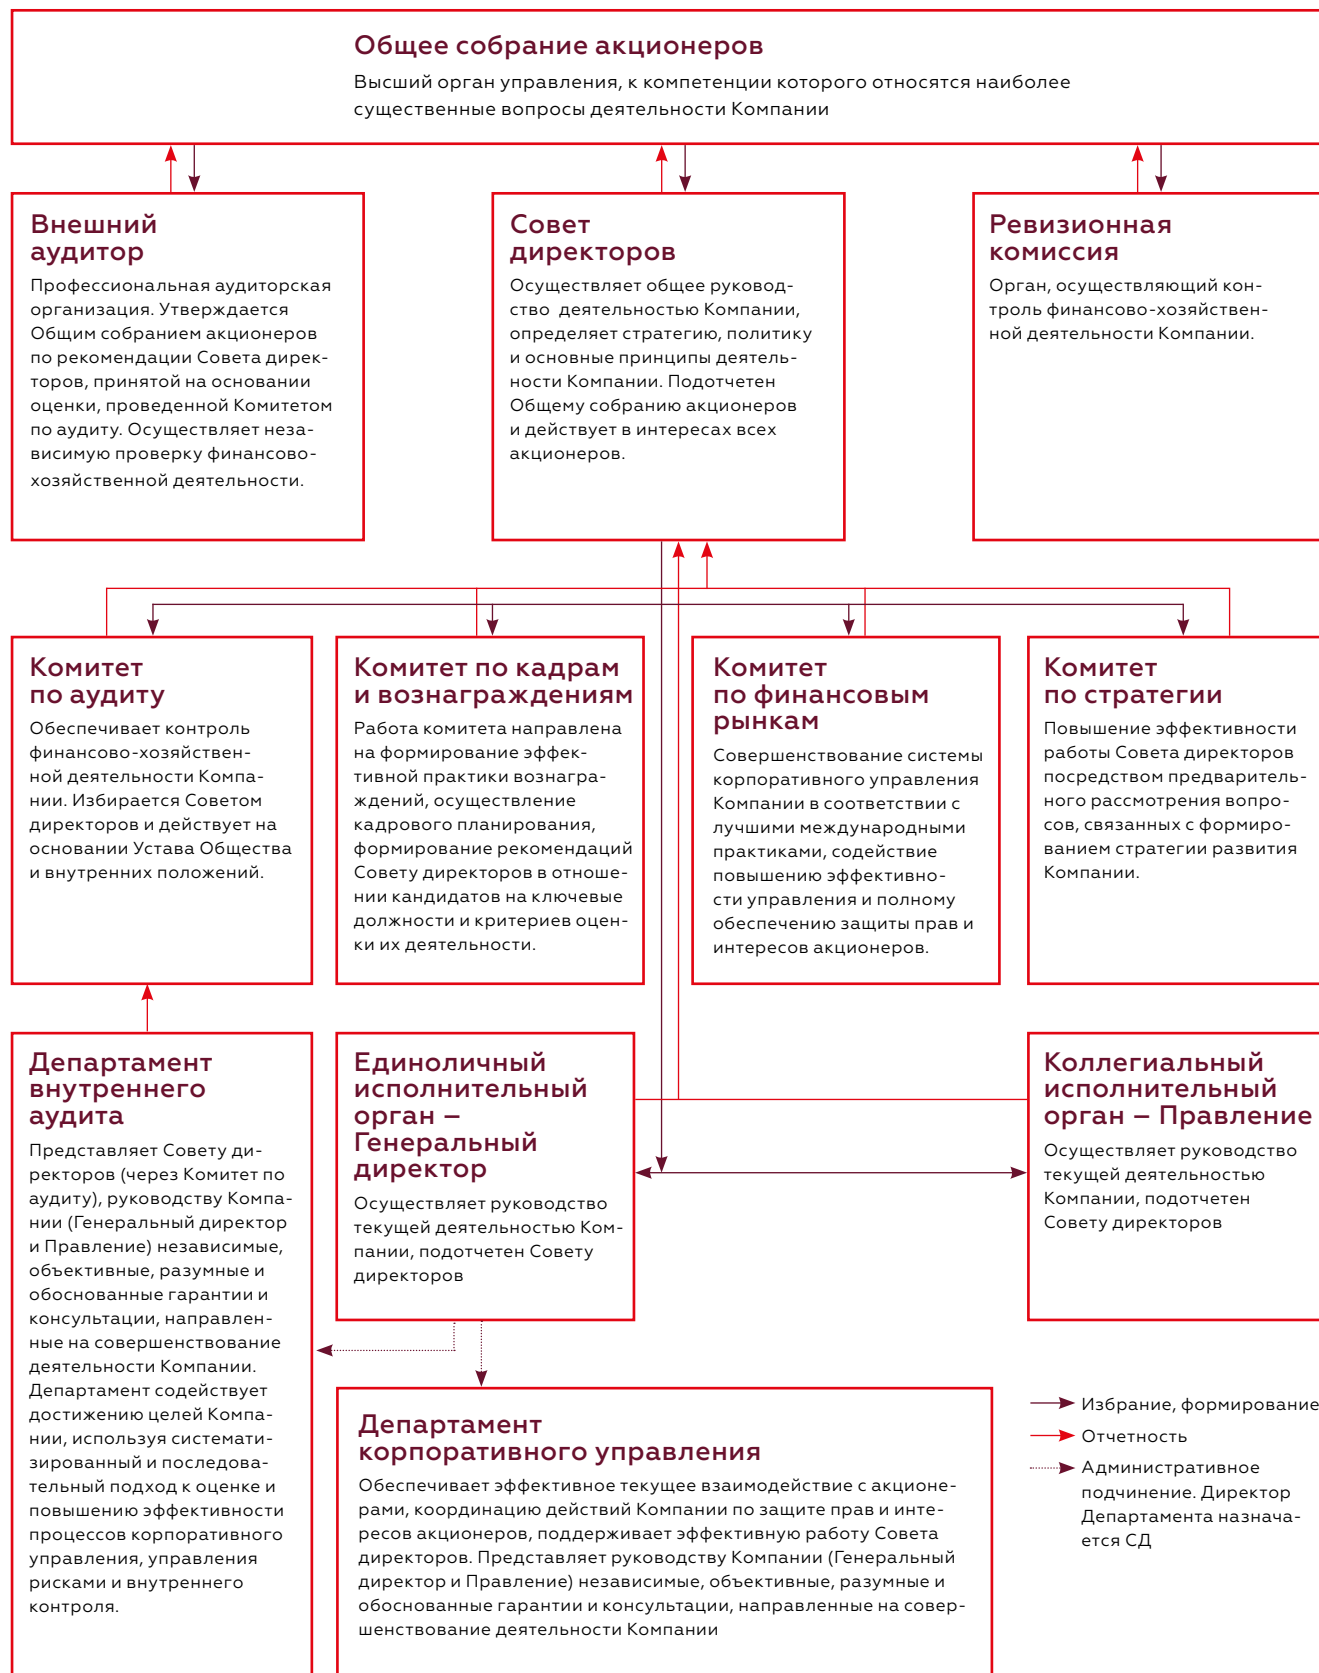 Общее собрание акционеров
Высший орган управления, к компетенции которого относятся наиболее
существенные вопросы деятельности Компании
Внешний
аудитор
Профессиональная аудиторская
организация. Утверждается
Общим собранием акционеров
по рекомендации Совета дирек-
торов, принятой на основании
оценки, проведенной Комитетом
по аудиту. Осуществляет неза-
висимую проверку финансово-
хозяйственной деятельности.
Совет
директоров
Осуществляет общее руковод-
ство деятельностью Компании,
определяет стратегию, политику
и основные принципы деятель-
ности Компании. Подотчетен
Общему собранию акционеров
и действует в интересах всех
акционеров.
Ревизионная
комиссия
Орган, осуществляющий кон-
троль финансово-хозяйствен-
ной деятельности Компании.
Комитет
по аудиту
Обеспечивает контроль
финансово-хозяйствен-
ной деятельности Компа-
нии. Избирается Советом
директоров и действует на
основании Устава Общества
и внутренних положений.
Комитет по кадрам
и вознаграждениям
Работа комитета направлена
на формирование эффек-
тивной практики вознагра-
ждений, осуществление
кадрового планирования,
формирование рекомендаций
Совету директоров в отноше-
нии кандидатов на ключевые
должности и критериев оцен-
ки их деятельности.
Комитет
по финансовым
рынкам
Совершенствование системы
корпоративного управления
Компании в соответствии с
лучшими международными
практиками, содействие
повышению эффективно-
сти управления и полному
обеспечению защиты прав и
интересов акционеров.
Комитет
по стратегии
Повышение эффективности
работы Совета директоров
посредством предваритель-
ного рассмотрения вопро-
сов, связанных с формиро-
ванием стратегии развития
Компании.
Департамент
внутреннего
аудита
Представляет Совету ди-
ректоров (через Комитет по
аудиту), руководству Компа-
нии (Генеральный директор
и Правление) независимые,
объективные, разумные и
обоснованные гарантии и
консультации, направлен-
ные на совершенствование
деятельности Компании.
Департамент содействует
достижению целей Компа-
нии, используя системати-
зированный и последова-
тельный подход к оценке и
повышению эффективности
процессов корпоративного
управления, управления
рисками и внутреннего
контроля.
Единоличный
исполнительный
орган –
Генеральный
директор
Осуществляет руководство
текущей деятельностью Ком-
пании, подотчетен Совету
директоров
Коллегиальный
исполнительный
орган – Правление
Осуществляет руководство
текущей деятельностью
Компании, подотчетен
Совету директоров
Департамент
корпоративного управления
Обеспечивает эффективное текущее взаимодействие с акционе-
рами, координацию действий Компании по защите прав и инте-
ресов акционеров, поддерживает эффективную работу Совета
директоров. Представляет руководству Компании (Генеральный
директор и Правление) независимые, объективные, разумные и
обоснованные гарантии и консультации, направленные на совер-
шенствование деятельности Компании
Избрание, формирование
Отчетность
Административное
подчинение. Директор
Департамента назнача-
ется СД